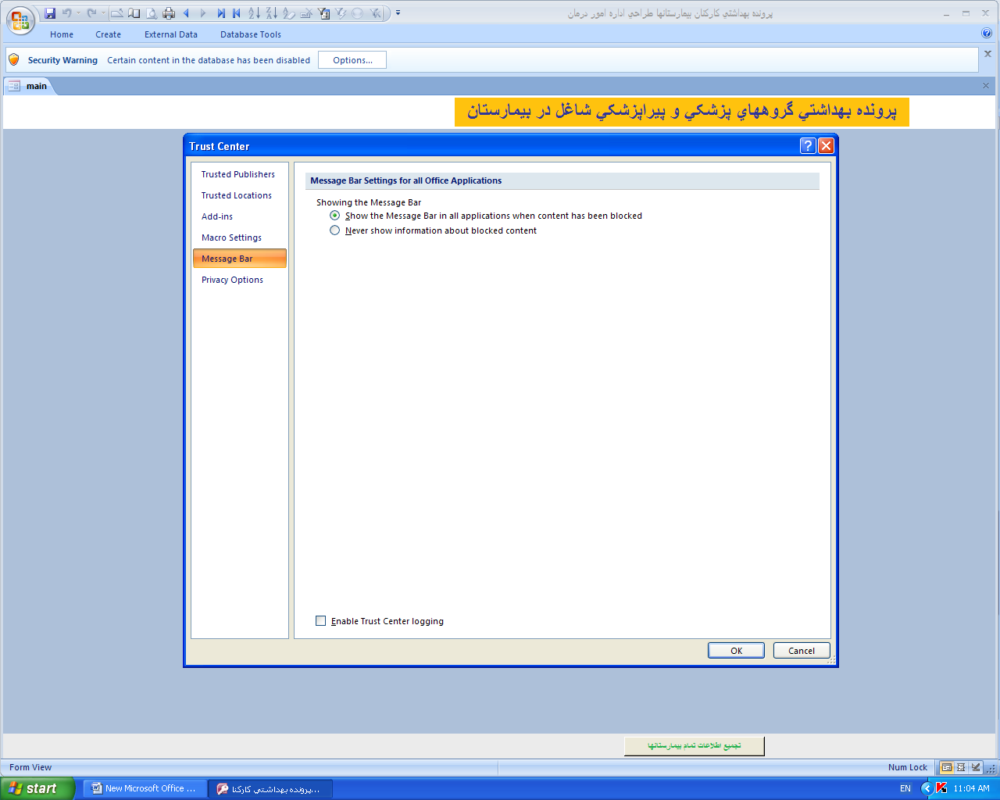 پرونده بهداشتي کارکنان بيمارستانها طراحي اداره امور درمان
Home Create External Data Database Tools
Security Warning Certain content in the database has been disabled Options...
main
پرونده بهداشتي گروههاي پزشکي و پيراپزشکي شاغل در بيمارستان
Trust Center
Trusted Publishers
Trusted Locations
Add-ins
Macro Settings
Message Bar
Privacy Options
Message Bar Settings for all Office Applications
Showing the Message Bar
Show the Message Bar in all applications when content has been blocked
Never show information about blocked content
Enable Trust Center logging
OK Cancel
تجميع اطلاعات تمام بيمارستانها
Form View Num Lock
start New Microsoft Office ... پرونده بهداشتي کارکنا... EN 11:04 AM